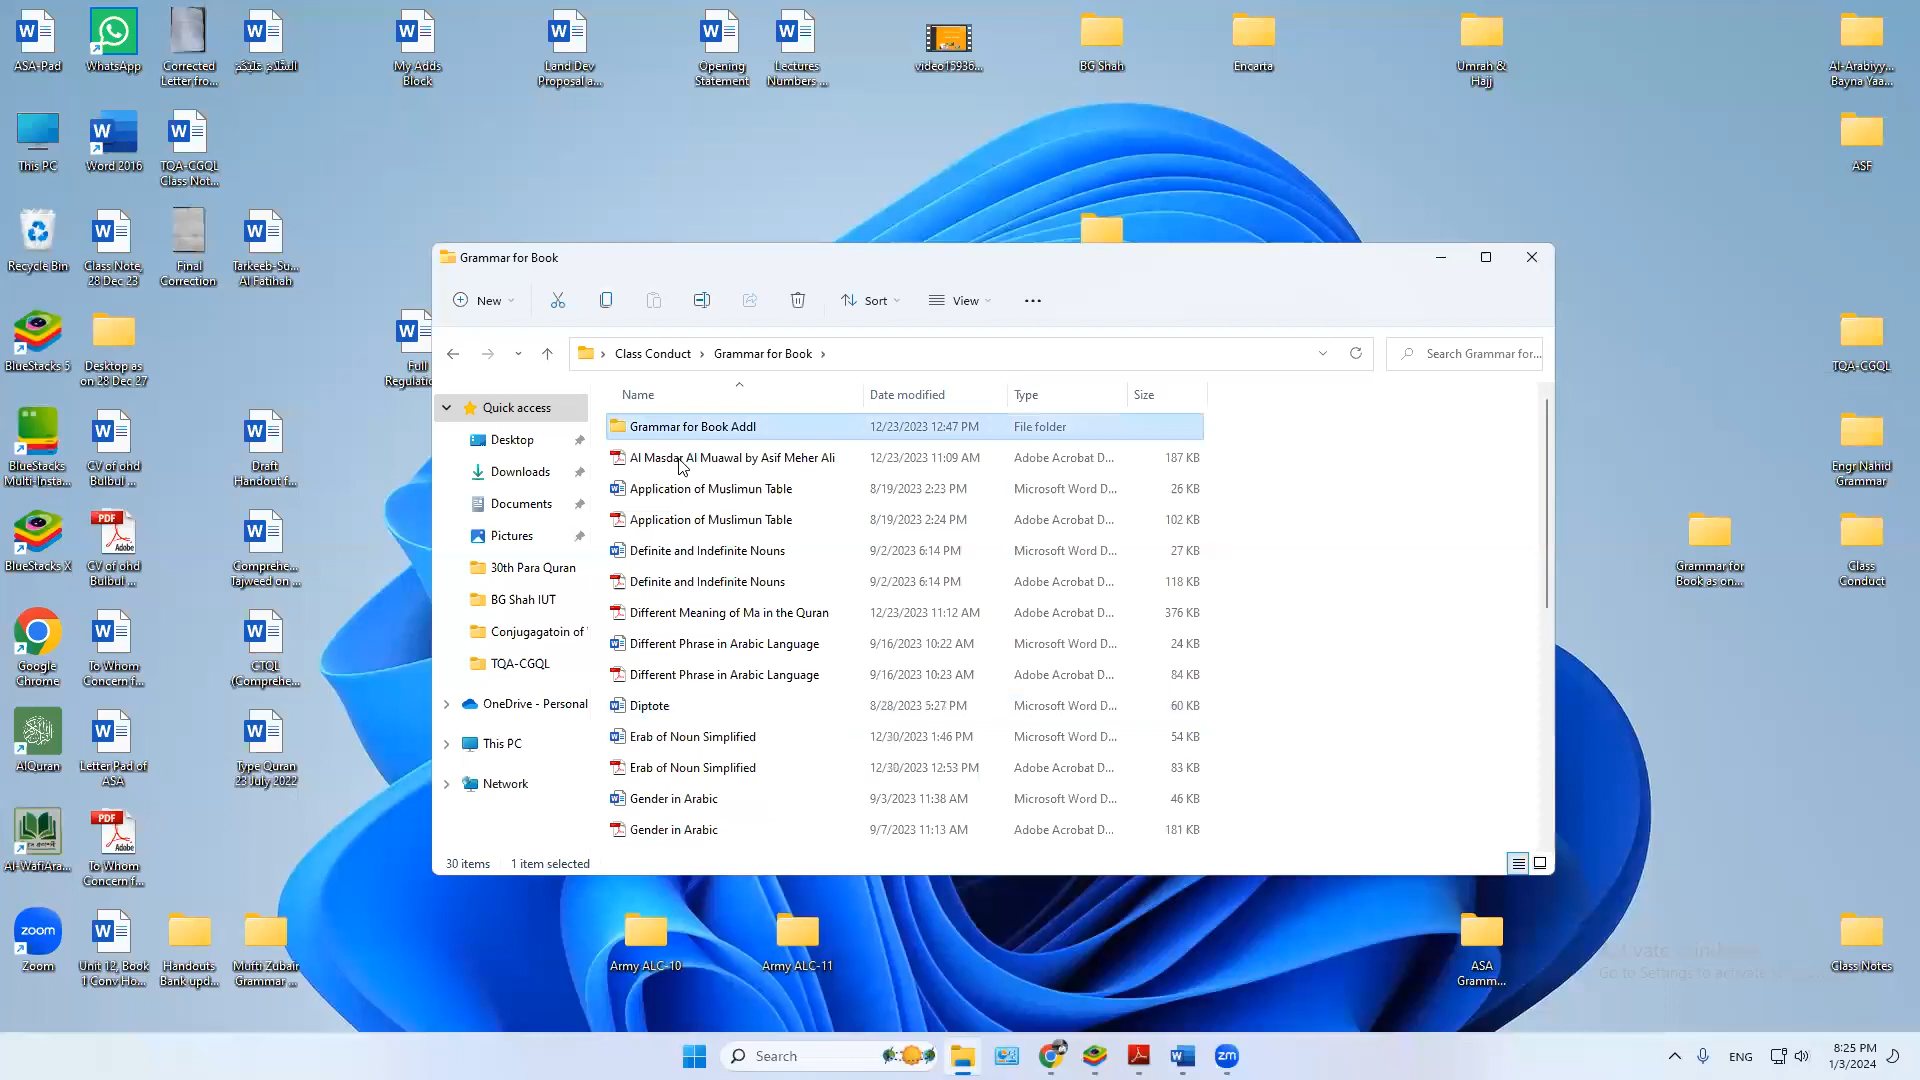 ASA-Pad
WhatsApp
Corrected
Letter fro...
السَّلَامُ عَلَيْكُمْ
My Adds
Block
Land Dev
Proposal a...
Opening
Statement
Lectures
Numbers ...
video15936...
BG Shah
Encarta
Umrah &
Hajj
Al-Arabiyy...
Bayna Yaa...
This PC
Word 2016
TQA-CGQL
Class Not...
ASF
Recycle Bin
Class Note,
28 Dec 23
Final
Correction
Tarkeeb-Su...
Al Fatihah
BlueStacks 5
Desktop as
on 28 Dec 27
Full
Regulatio
TQA-CGQL
BlueStacks
Multi-Insta...
CV of ohd
Bulbul ...
Draft
Handout f...
Engr Nahid
Grammar
BlueStacks X
CV of ohd
Bulbul ...
Comprehe...
Tajweed on ...
Grammar for
Book as on...
Class
Conduct
Google
Chrome
To Whom
Concern f...
CTQL
(Comprehe...
AlQuran
Letter Pad of
ASA
Type Quran
23 July 2022
Al-WafiAra...
To Whom
Concern f...
Zoom
Unit 12, Book
1 Conv Ho...
Handouts
Bank upd...
Mufti Zubair
Grammar ...
Army ALC-10
Army ALC-11
ASA
Gramm...
Class Notes
Grammar for Book
New
Sort
View
Class Conduct > Grammar for Book >
Search Grammar for...
Name Date modified Type Size
Quick access
Desktop
Downloads
Documents
Pictures
30th Para Quran
BG Shah IUT
Conjugagatoin of
TQA-CGQL
OneDrive - Personal
This PC
Network
Grammar for Book Addl 12/23/2023 12:47 PM File folder
Al Masdar Al Muawal by Asif Meher Ali 12/23/2023 11:09 AM Adobe Acrobat D... 187 KB
Application of Muslimun Table 8/19/2023 2:23 PM Microsoft Word D... 26 KB
Application of Muslimun Table 8/19/2023 2:24 PM Adobe Acrobat D... 102 KB
Definite and Indefinite Nouns 9/2/2023 6:14 PM Microsoft Word D... 27 KB
Definite and Indefinite Nouns 9/2/2023 6:14 PM Adobe Acrobat D... 118 KB
Different Meaning of Ma in the Quran 12/23/2023 11:12 AM Adobe Acrobat D... 376 KB
Different Phrase in Arabic Language 9/16/2023 10:22 AM Microsoft Word D... 24 KB
Different Phrase in Arabic Language 9/16/2023 10:23 AM Adobe Acrobat D... 84 KB
Diptote 8/28/2023 5:27 PM Microsoft Word D... 60 KB
Erab of Noun Simplified 12/30/2023 1:46 PM Microsoft Word D... 54 KB
Erab of Noun Simplified 12/30/2023 12:53 PM Adobe Acrobat D... 83 KB
Gender in Arabic 9/3/2023 11:38 AM Microsoft Word D... 46 KB
Gender in Arabic 9/7/2023 11:13 AM Adobe Acrobat D... 181 KB
30 items 1 item selected
Go to Settings to activate
Search
ENG
8:25 PM
1/3/2024